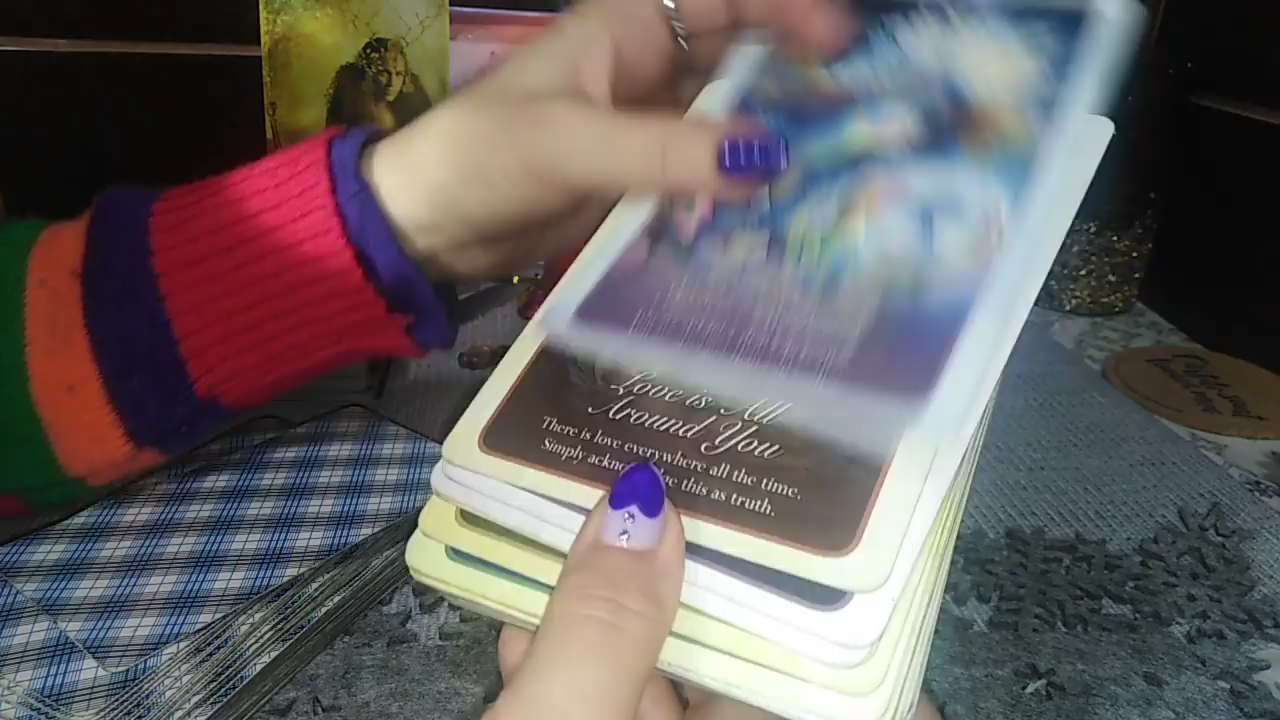 Love is All
Around You
There is love everywhere all the time.
Simply this as truth.